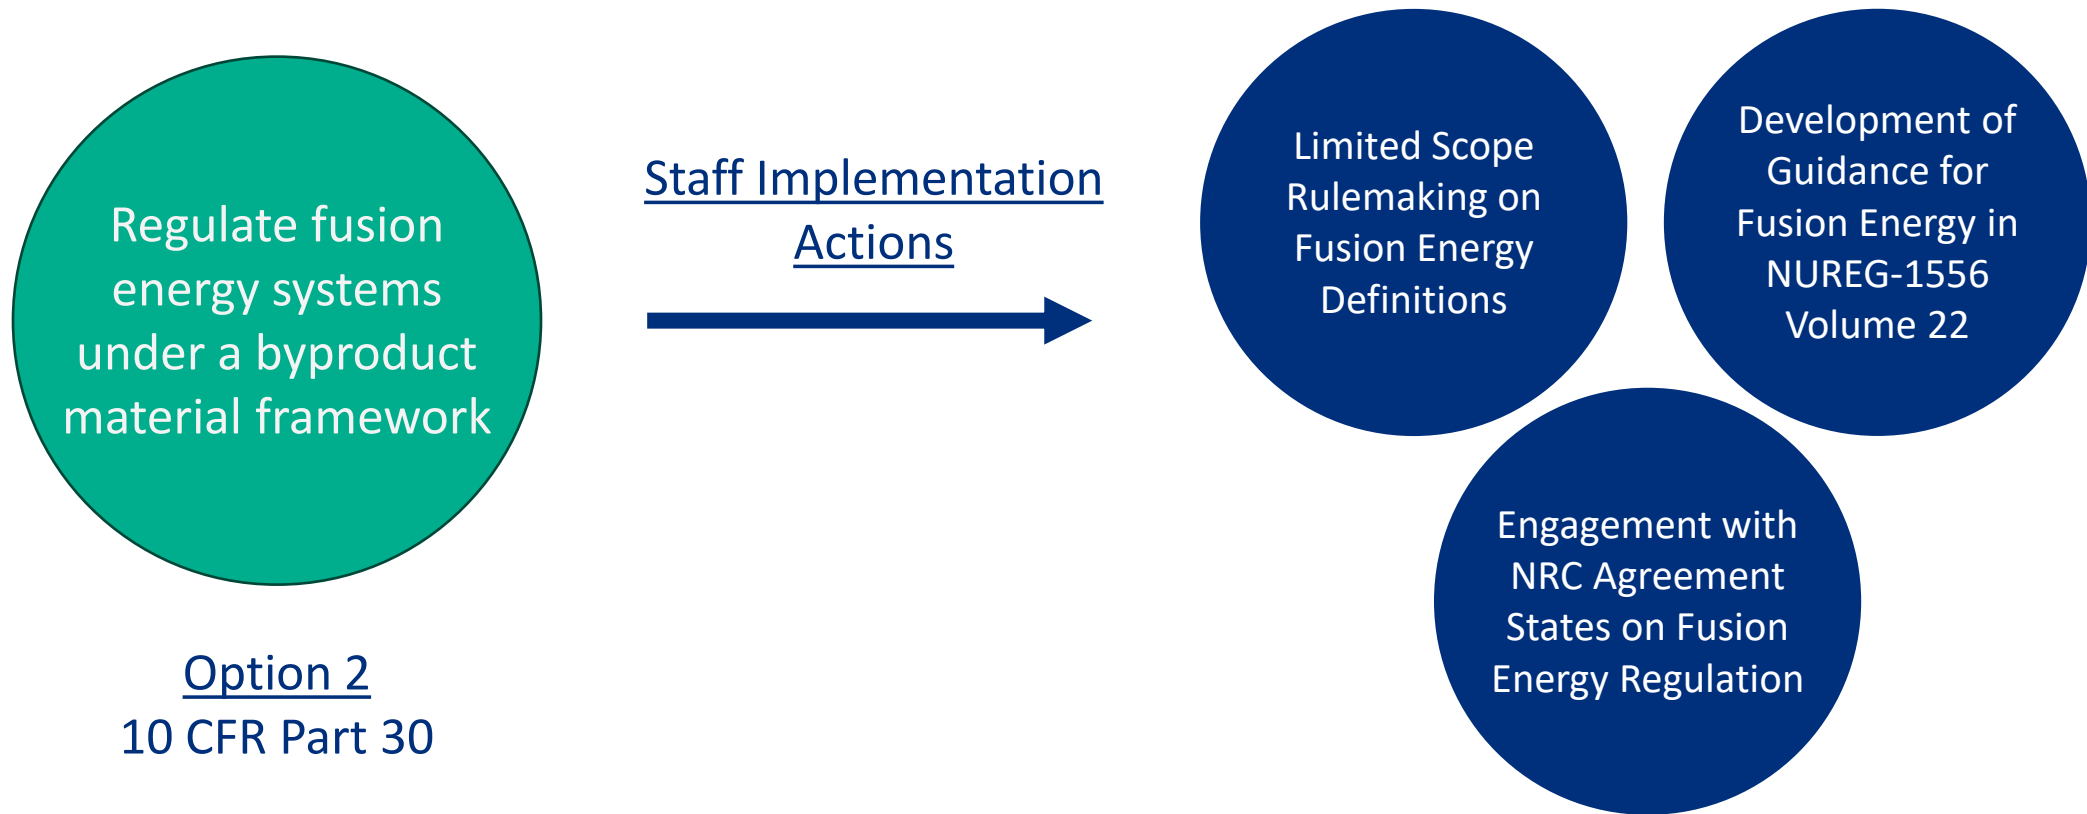 Regulate fusion
energy systems
under a byproduct
material framework
Option 2
10 CFR Part 30
Staff Implementation
Actions
Limited Scope
Rulemaking on
Fusion Energy
Definitions
Development of
Guidance for
Fusion Energy in
NUREG-1556
Volume 22
Engagement with
NRC Agreement
States on Fusion
Energy Regulation